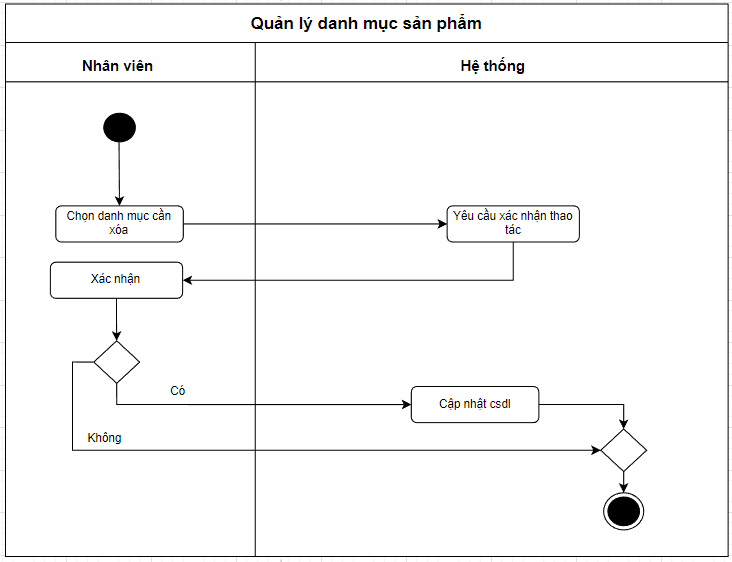 Quản lý danh mục sản phẩm
Nhân viên
Hệ thống
Chọn danh mục cần
xóa
Yêu cầu xác nhận thao
tác
Xác nhận
Có
Cập nhật csdl
Không